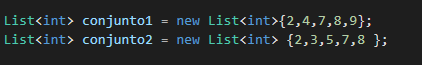 List<int> conjunto1 = new List<int>{2,4,7,8,9};
List<int> conjunto2 = new List<int> {2,3,5,7,8 };